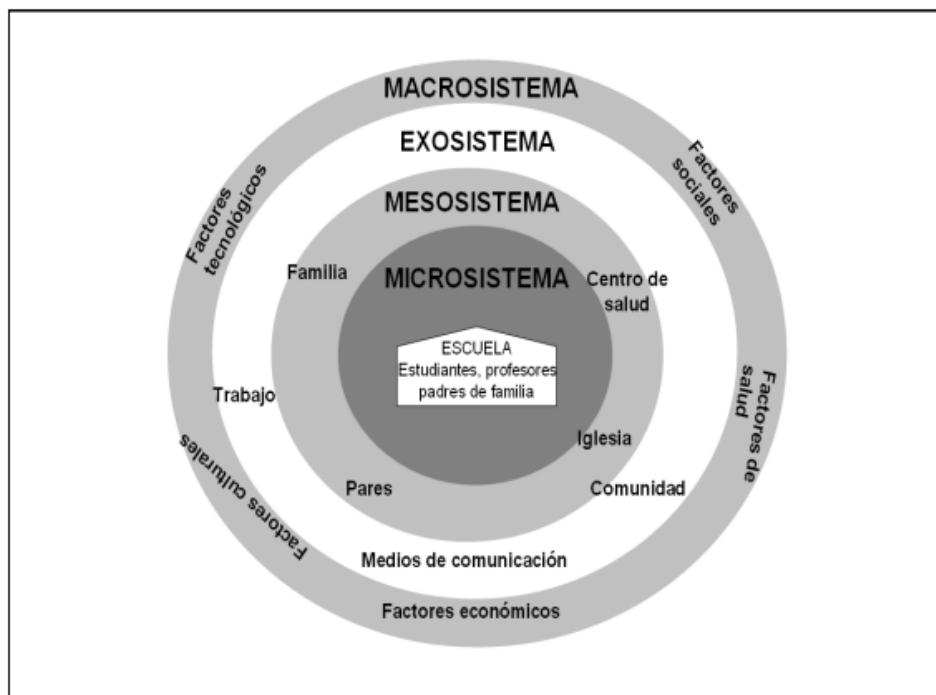 MACROSISTEMA
EXOSISTEMA
MESOSISTEMA
MICROSISTEMA
Factores
tecnológicos
Factores
sociales
Familia
Centro de
salud
ESCUELA
Estudiantes, profesores
padres de familia
Trabajo
Factores de
salud
Iglesia
Pares
Comunidad
Factores culturales
Medios de comunicación
Factores económicos